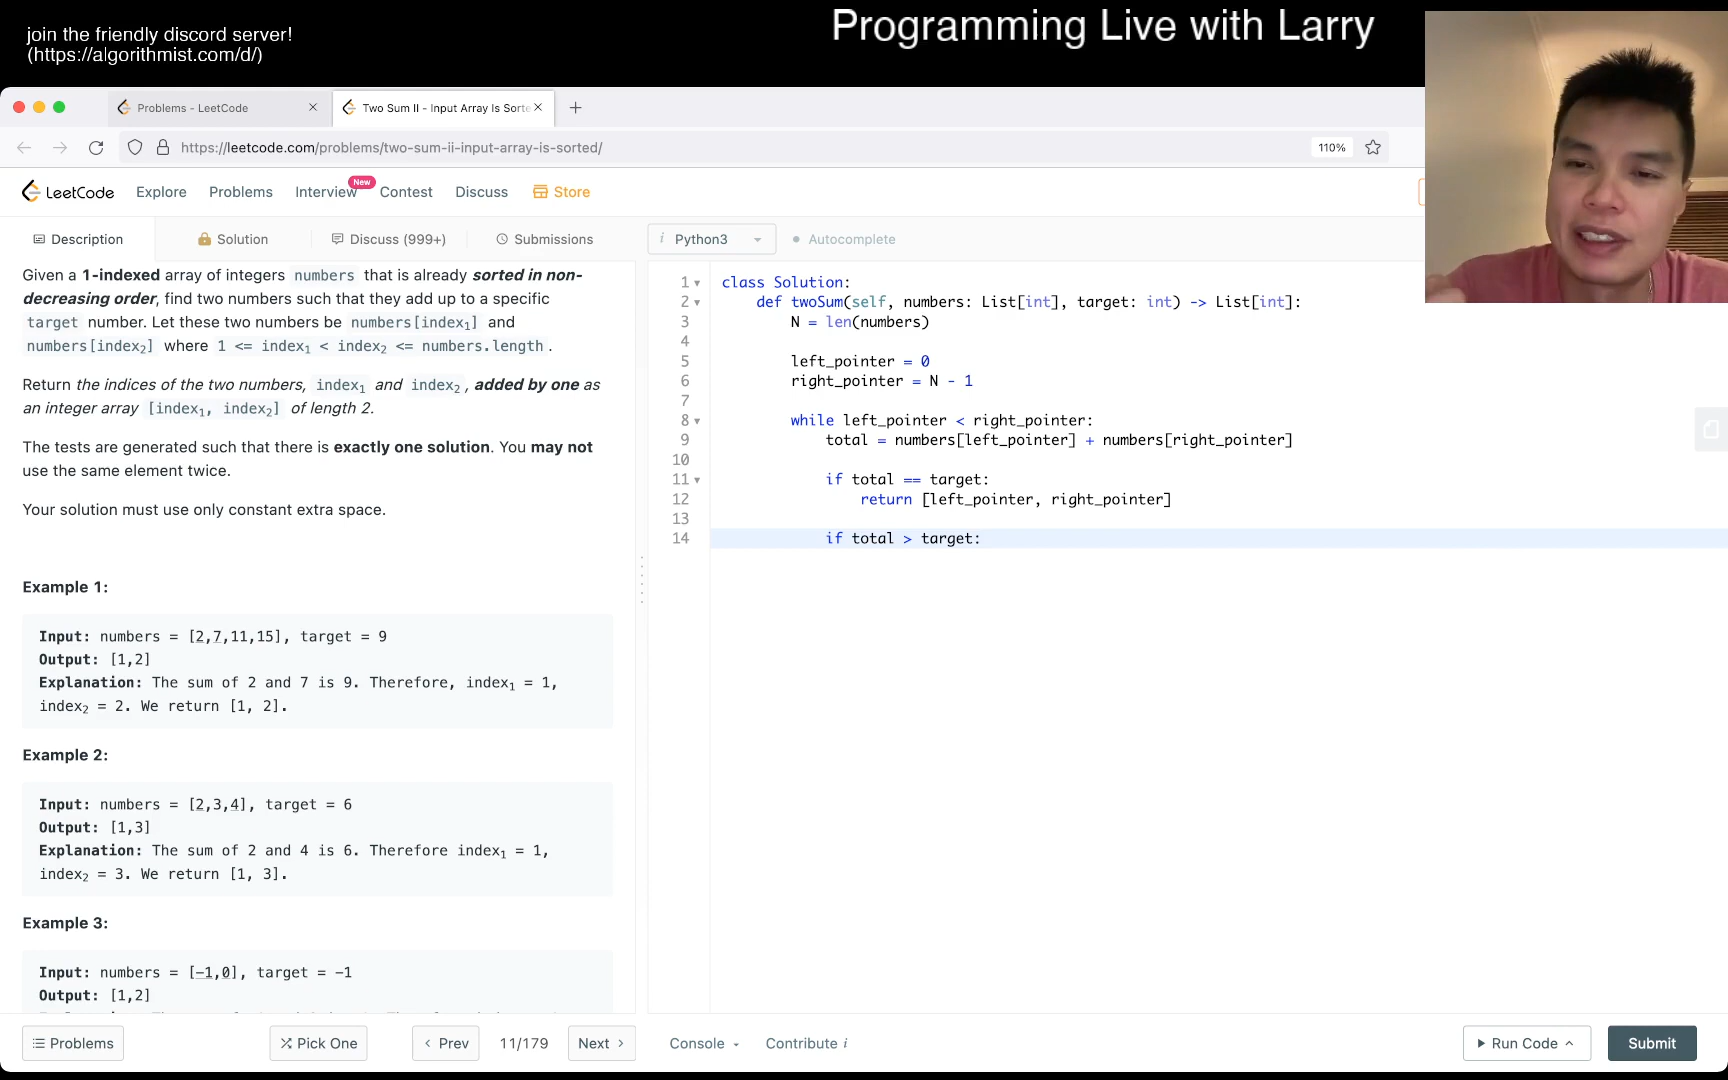 join the friendly discord server!
(https://algorithmist.com/d/)
Programming Live with Larry
Problems - LeetCode
Two Sum II - Input Array Is Sorte
https://leetcode.com/problems/two-sum-ii-input-array-is-sorted/
110%
LeetCode
Explore
Problems
Interview
New
Contest
Discuss
Store
Description
Solution
Discuss (999+)
Submissions
i Python3
Autocomplete
Given a 1-indexed array of integers numbers that is already sorted in non-
decreasing order, find two numbers such that they add up to a specific
target number. Let these two numbers be numbers[index₁] and
numbers[index₂] where 1 <= index₁ < index₂ <= numbers.length.
Return the indices of the two numbers, index₁ and index₂, added by one as
an integer array [index₁, index₂] of length 2.
The tests are generated such that there is exactly one solution. You may not
use the same element twice.
Your solution must use only constant extra space.
Example 1:
Input: numbers = [2,7,11,15], target = 9
Output: [1,2]
Explanation: The sum of 2 and 7 is 9. Therefore, index₁ = 1,
index₂ = 2. We return [1, 2].
Example 2:
Input: numbers = [2,3,4], target = 6
Output: [1,3]
Explanation: The sum of 2 and 4 is 6. Therefore index₁ = 1,
index₂ = 3. We return [1, 3].
Example 3:
Input: numbers = [-1,0], target = -1
Output: [1,2]
1 class Solution:
2 def twoSum(self, numbers: List[int], target: int) -> List[int]:
3 N = len(numbers)
4
5 left_pointer = 0
6 right_pointer = N - 1
7
8 while left_pointer < right_pointer:
9 total = numbers[left_pointer] + numbers[right_pointer]
10
11 if total == target:
12 return [left_pointer, right_pointer]
13
14 if total > target:
Problems
Pick One
Prev
11/179
Next
Console
Contribute i
Run Code
Submit